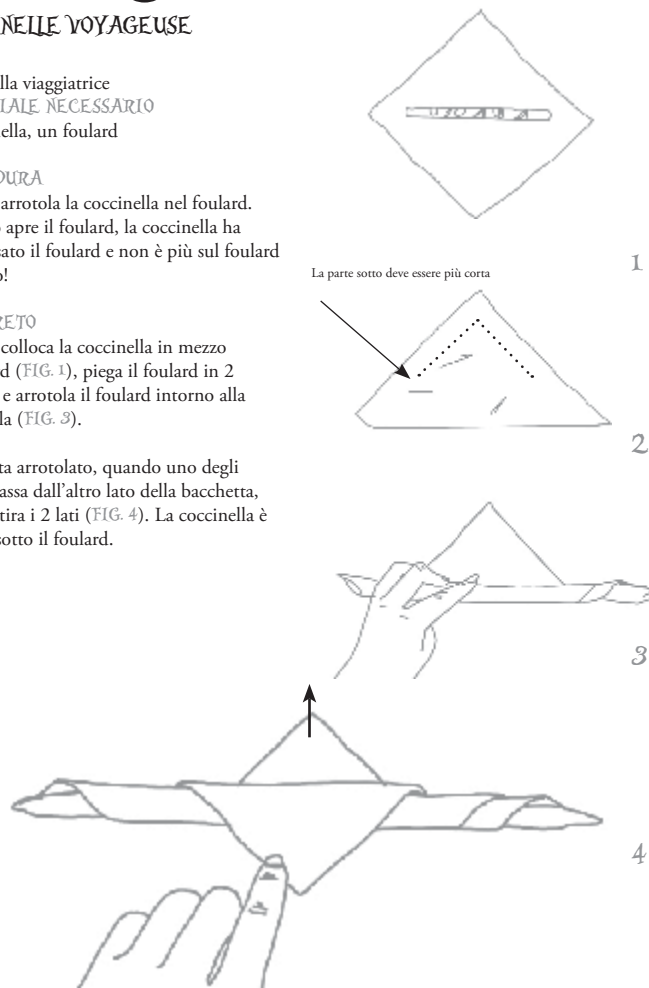 NELLE VOYAGEUSE
lla viaggiatrice
IALE NECESSARIO
nella, un foulard
DURA
arrotola la coccinella nel foulard.
o apre il foulard, la coccinella ha
sato il foulard e non è più sul foulard
o!
La parte sotto deve essere più corta
RETO
colloca la coccinella in mezzo
d (FIG. 1), piega il foulard in 2
e arrotola il foulard intorno alla
la (FIG. 3).
ta arrotolato, quando uno degli
assa dall'altro lato della bacchetta,
tira i 2 lati (FIG. 4). La coccinella è
sotto il foulard.
1
2
3
4